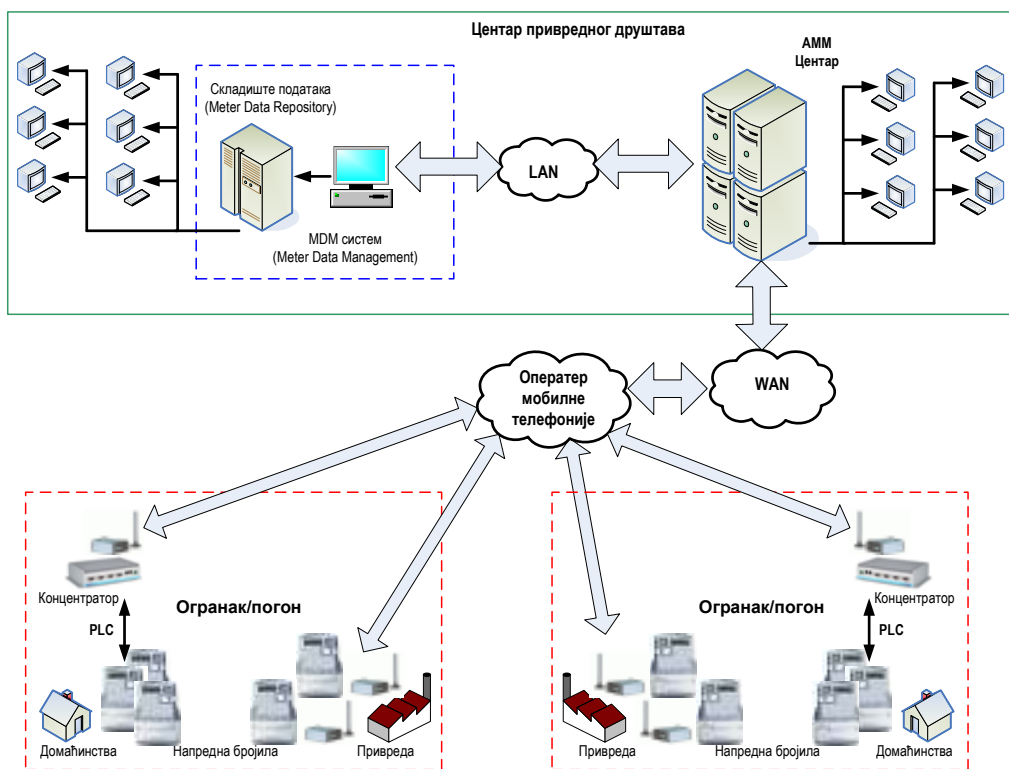 Центар привредног друштава
АММ
Центар
Складиште података
(Meter Data Repository)
LAN
MDM систем
(Meter Data Management)
Оператер
мобилне
телефоније
WAN
Концентратор
Огранак/погон
PLC
Домаћинства
Напредна бројила
Привреда
Огранак/погон
Концентратор
PLC
Привреда
Напредна бројила
Домаћинства